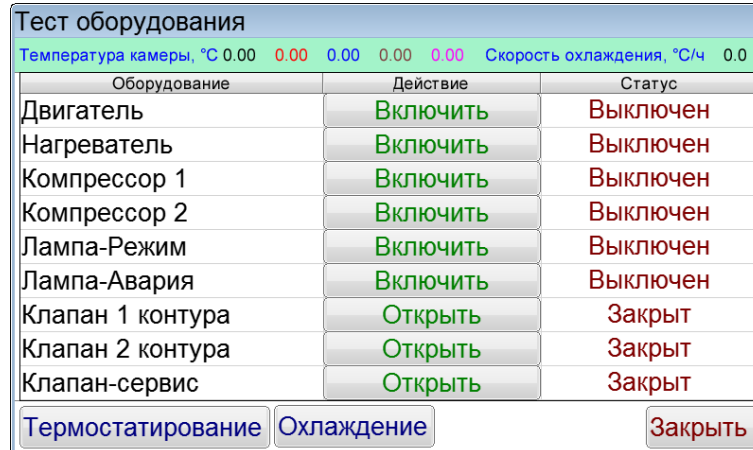 Тест оборудования
Температура камеры, °С 0.00 0.00 0.00 0.00 0.00 Скорость охлаждения, °С/ч 0.0
Оборудование Действие Статус
Двигатель Включить Выключен
Нагреватель Включить Выключен
Компрессор 1 Включить Выключен
Компрессор 2 Включить Выключен
Лампа-Режим Включить Выключен
Лампа-Авария Включить Выключен
Клапан 1 контура Открыть Закрыт
Клапан 2 контура Открыть Закрыт
Клапан-сервис Открыть Закрыт
Термостатирование Охлаждение Закрыть